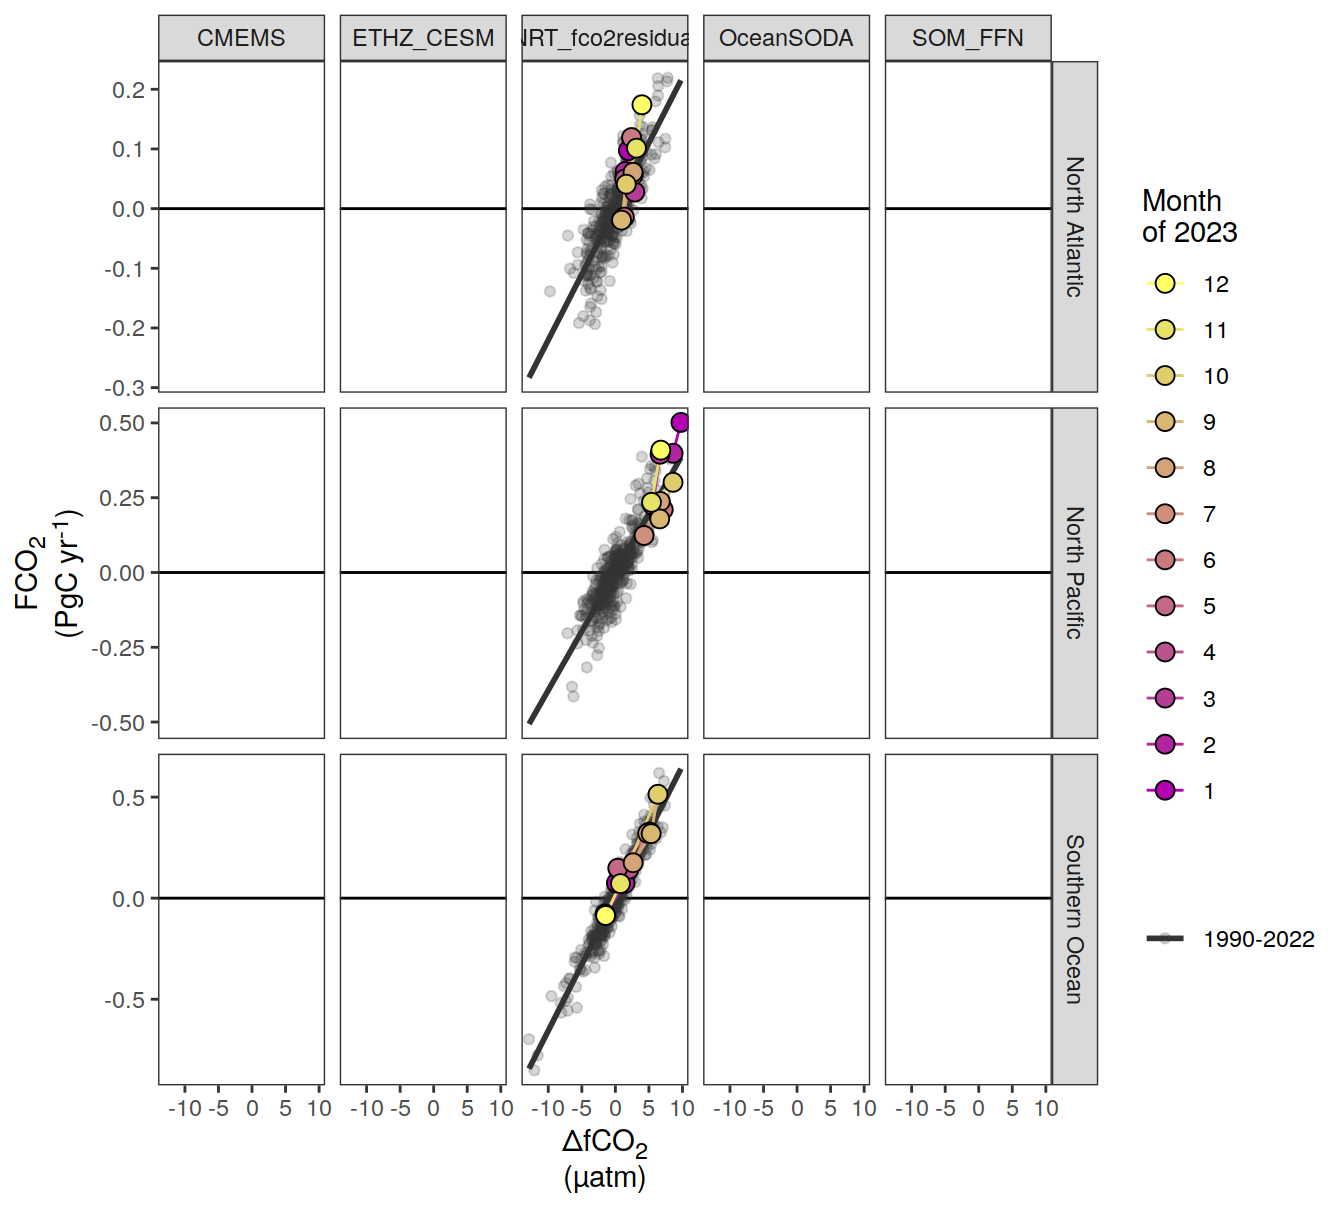 CMEMS ETHZ_CESM NRT_fco2residua OceanSODA SOM_FFN
0.2
0.1
0.0
-0.1
-0.2
-0.3
North Atlantic
0.50
0.25
0.00
-0.25
-0.50
North Pacific
0.5
0.0
-0.5
Southern Ocean
FCO₂
(PgC yr⁻¹)
-10 -5 0 5 10 -10 -5 0 5 10 -10 -5 0 5 10 -10 -5 0 5 10 -10 -5 0 5 10
ΔfCO₂
(µatm)
Month
of 2023
12
11
10
9
8
7
6
5
4
3
2
1
1990-2022